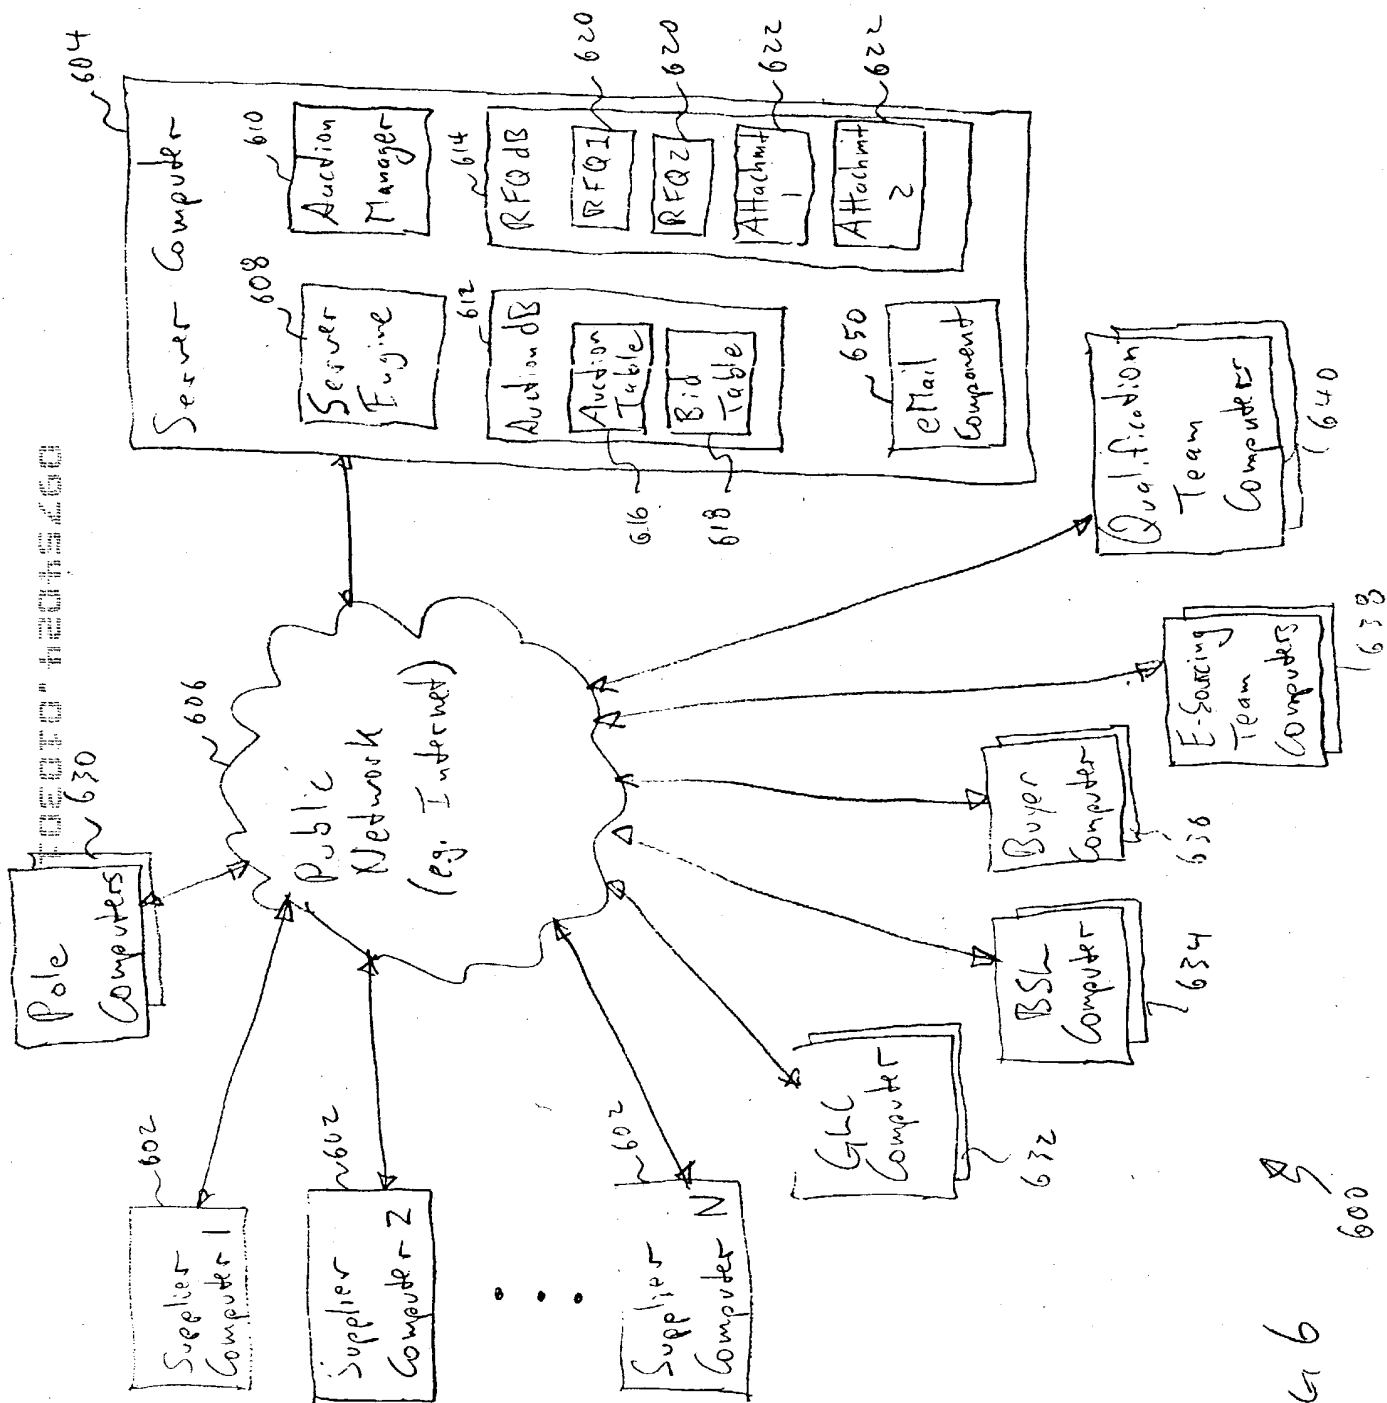 Server Computer
604
Server
Engine
608
Auction
Manager
610
Auction dB
612
Auction
Table
616
Bid
Table
618
RFQ dB
614
RFQ1
620
RFQ2
620
Attachmt
1
622
Attachmt
2
622
eMail
Component
650
Public
Network
(e.g. Internet)
606
Pole
Computers
630
Supplier
Computer 1
602
Supplier
Computer 2
602
Supplier
Computer N
602
Computer
632
Computer
634
Buyer
Computer
636
E-Sourcing
Team
Computers
638
Qualification
Team
Computers
640
600
G 6